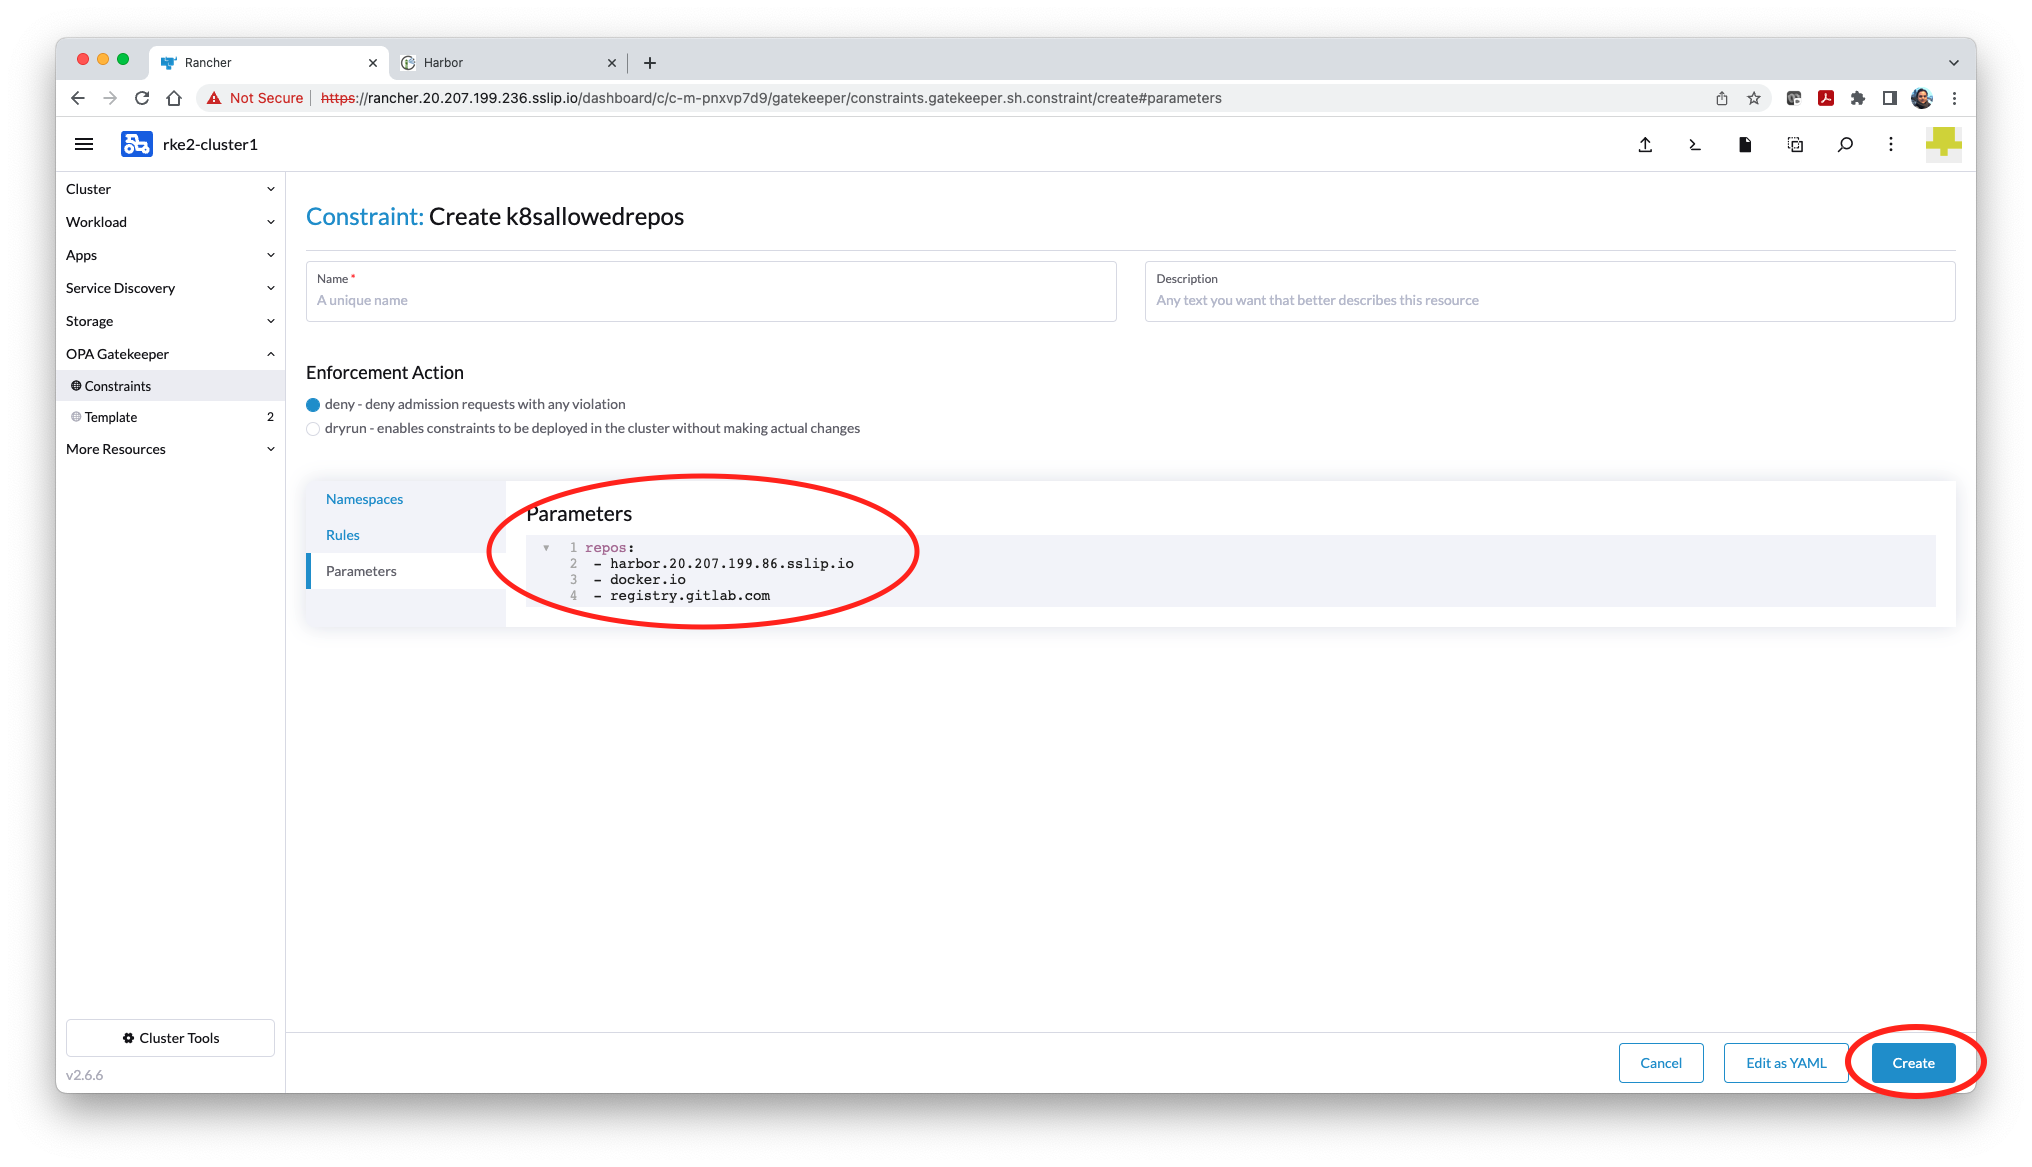 Rancher
Harbor
Not Secure
https://rancher.20.207.199.236.sslip.io/dashboard/c/c-m-pnxvp7d9/gatekeeper/constraints.gatekeeper.sh.constraint/create#parameters
rke2-cluster1
Cluster
Workload
Apps
Service Discovery
Storage
OPA Gatekeeper
Constraints
Template 2
More Resources
Cluster Tools
v2.6.6
Constraint: Create k8sallowedrepos
Name *
A unique name
Description
Any text you want that better describes this resource
Enforcement Action
deny - deny admission requests with any violation
dryrun - enables constraints to be deployed in the cluster without making actual changes
Namespaces
Rules
Parameters
Parameters
1 repos:
2 - harbor.20.207.199.86.sslip.io
3 - docker.io
4 - registry.gitlab.com
Cancel
Edit as YAML
Create